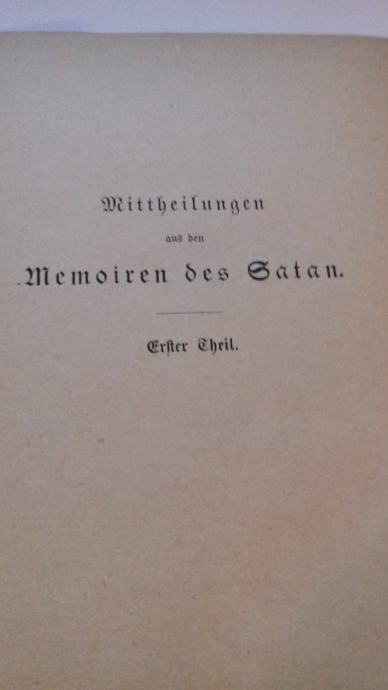 Mittheilungen
aus den
Memoiren des Satan.
Erſter Theil.